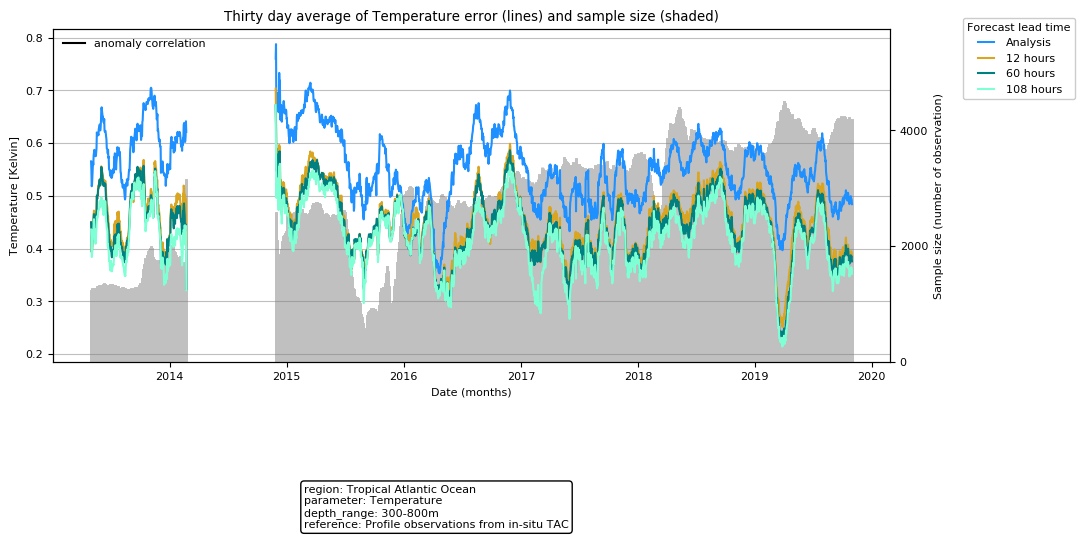 Thirty day average of Temperature error (lines) and sample size (shaded)
Forecast lead time
Analysis
12 hours
60 hours
108 hours
anomaly correlation
Temperature [Kelvin]
0.8
0.7
0.6
0.5
0.4
0.3
0.2
Sample size (number of observation)
4000
2000
0
2014
2015
2016
2017
2018
2019
2020
Date (months)
region: Tropical Atlantic Ocean
parameter: Temperature
depth_range: 300-800m
reference: Profile observations from in-situ TAC